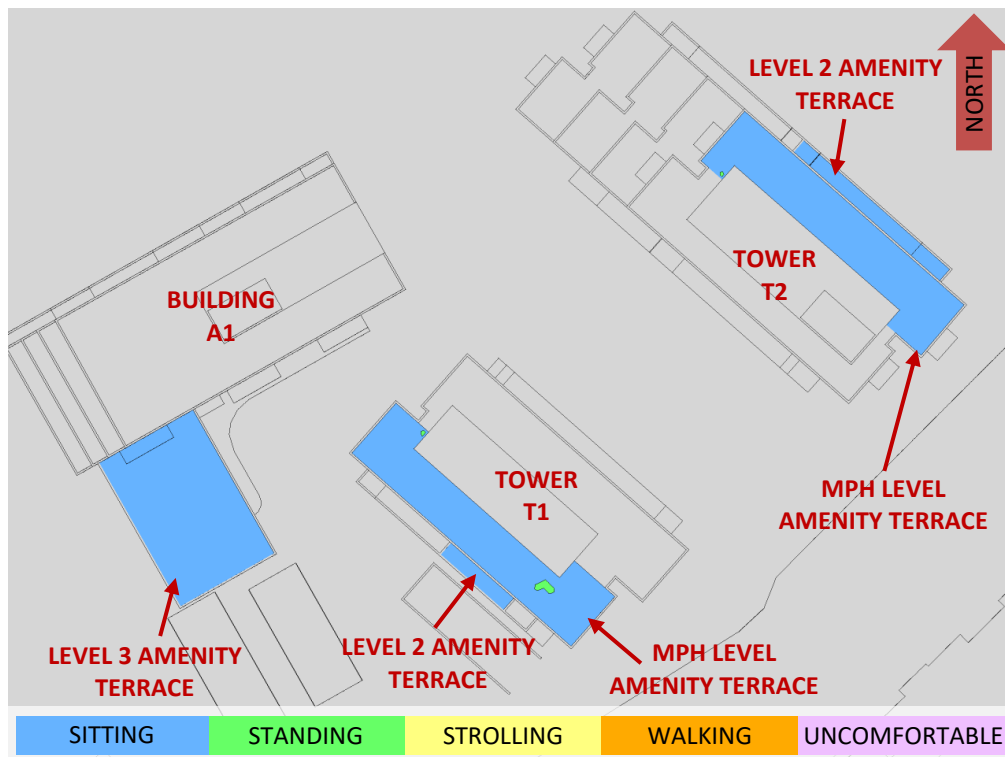 LEVEL 2 AMENITY
TERRACE
NORTH
BUILDING
A1
TOWER
T2
TOWER
T1
MPH LEVEL
AMENITY TERRACE
LEVEL 3 AMENITY
TERRACE
LEVEL 2 AMENITY
TERRACE
MPH LEVEL
AMENITY TERRACE
SITTING
STANDING
STROLLING
WALKING
UNCOMFORTABLE